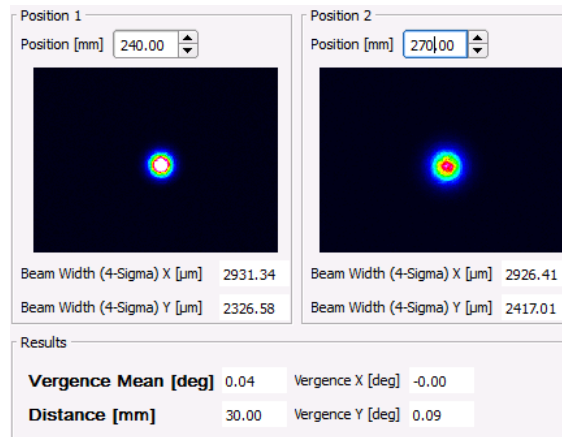 Position 1
Position [mm] 240.00
Beam Width (4-Sigma) X [µm] 2931.34
Beam Width (4-Sigma) Y [µm] 2326.58
Position 2
Position [mm] 270.00
Beam Width (4-Sigma) X [µm] 2926.41
Beam Width (4-Sigma) Y [µm] 2417.01
Results
Vergence Mean [deg] 0.04 Vergence X [deg] -0.00
Distance [mm] 30.00 Vergence Y [deg] 0.09